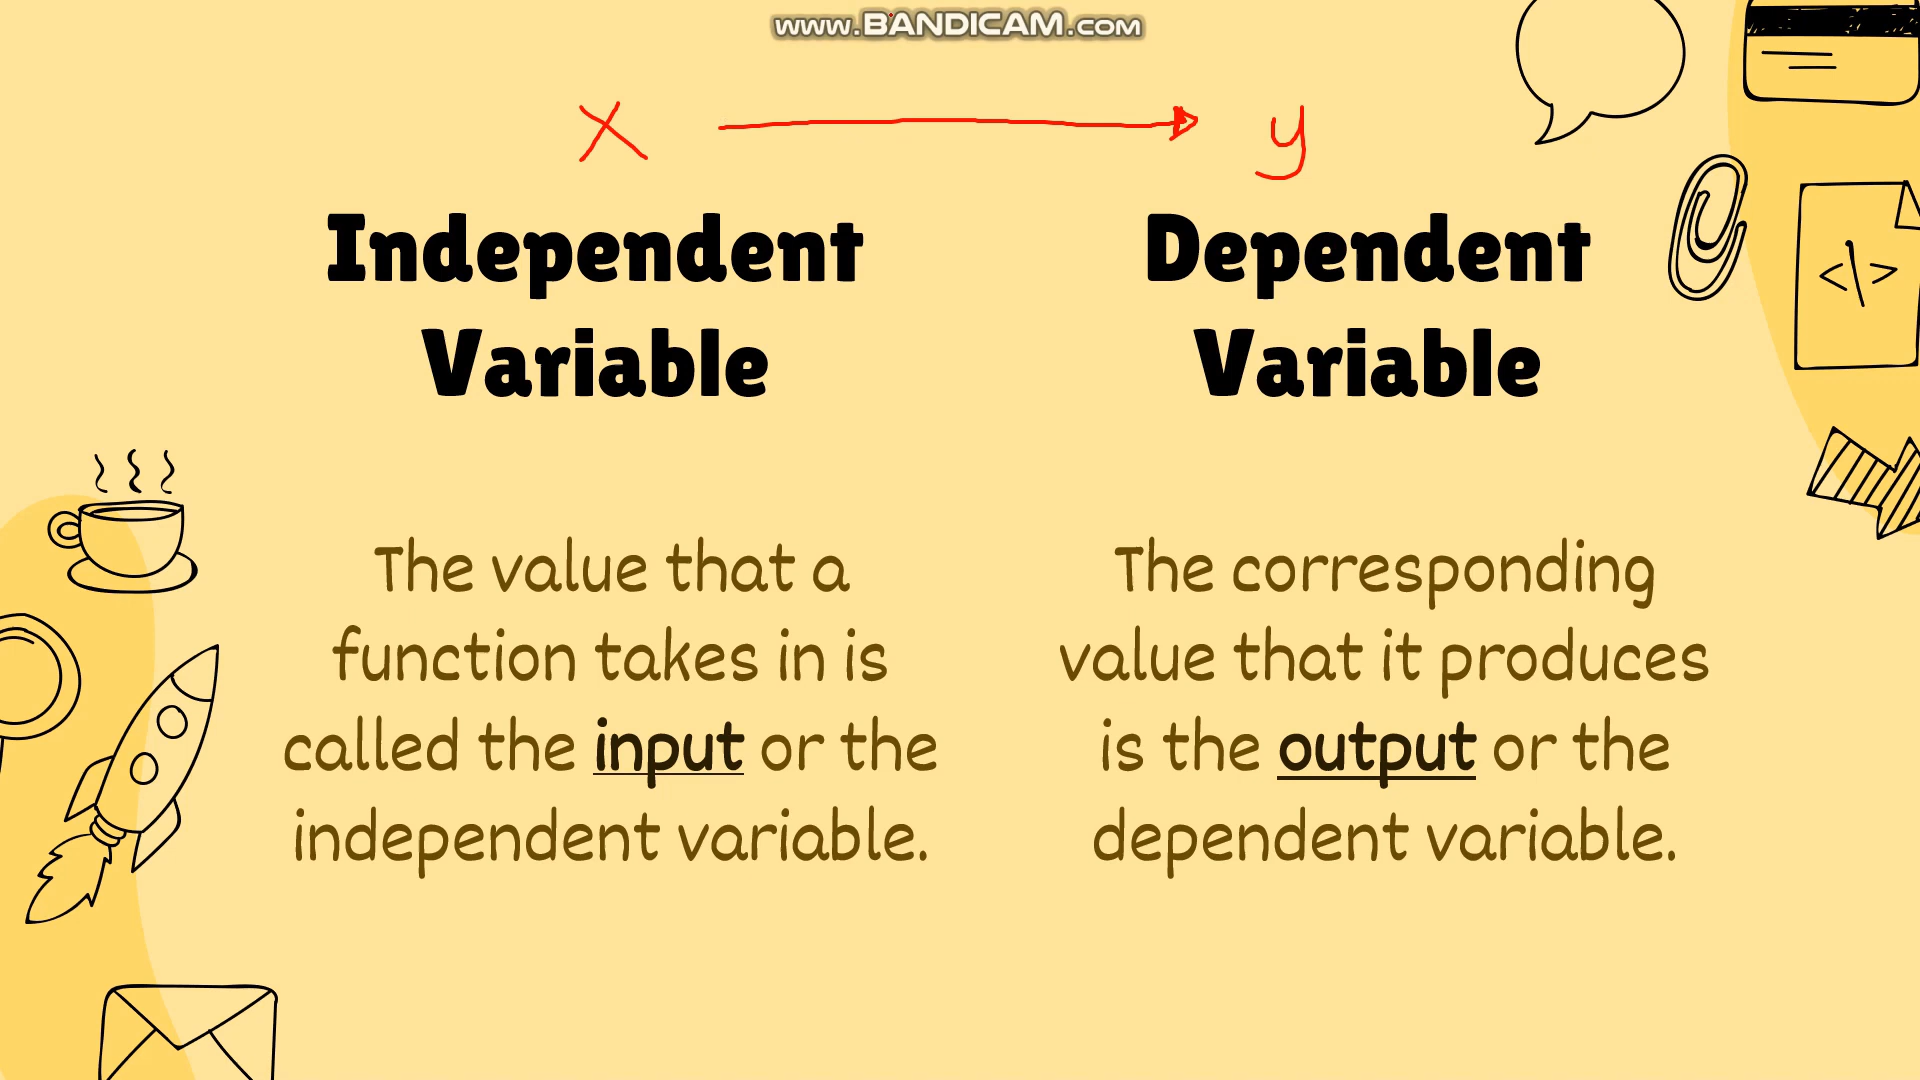 www.BANDICAM.com
x y
Independent
Variable
The value that a
function takes in is
called the input or the
independent variable.
Dependent
Variable
The corresponding
value that it produces
is the output or the
dependent variable.
</>